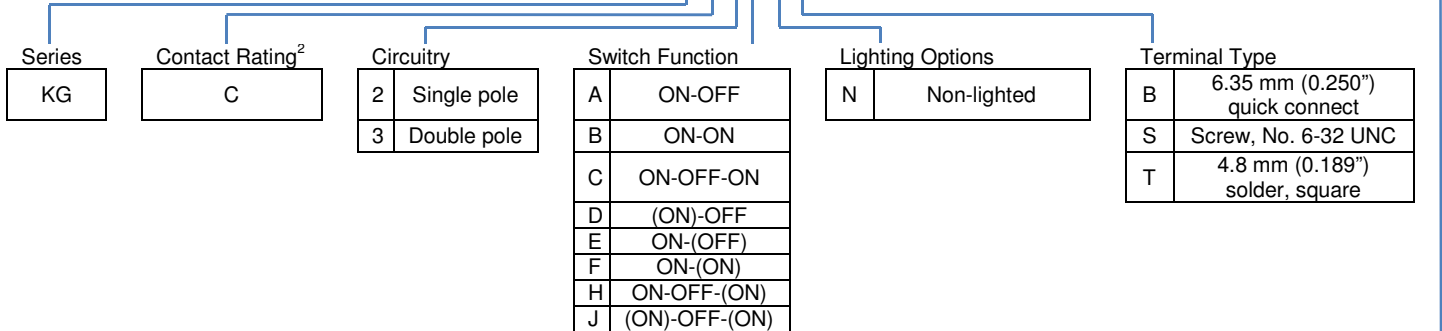 Series
KG
Contact Rating2
C
Circuitry
2 Single pole
3 Double pole
Switch Function
A ON-OFF
B ON-ON
C ON-OFF-ON
D (ON)-OFF
E ON-(OFF)
F ON-(ON)
H ON-OFF-(ON)
J (ON)-OFF-(ON)
Lighting Options
N Non-lighted
Terminal Type
B 6.35 mm (0.250”)
quick connect
S Screw, No. 6-32 UNC
T 4.8 mm (0.189”)
solder, square